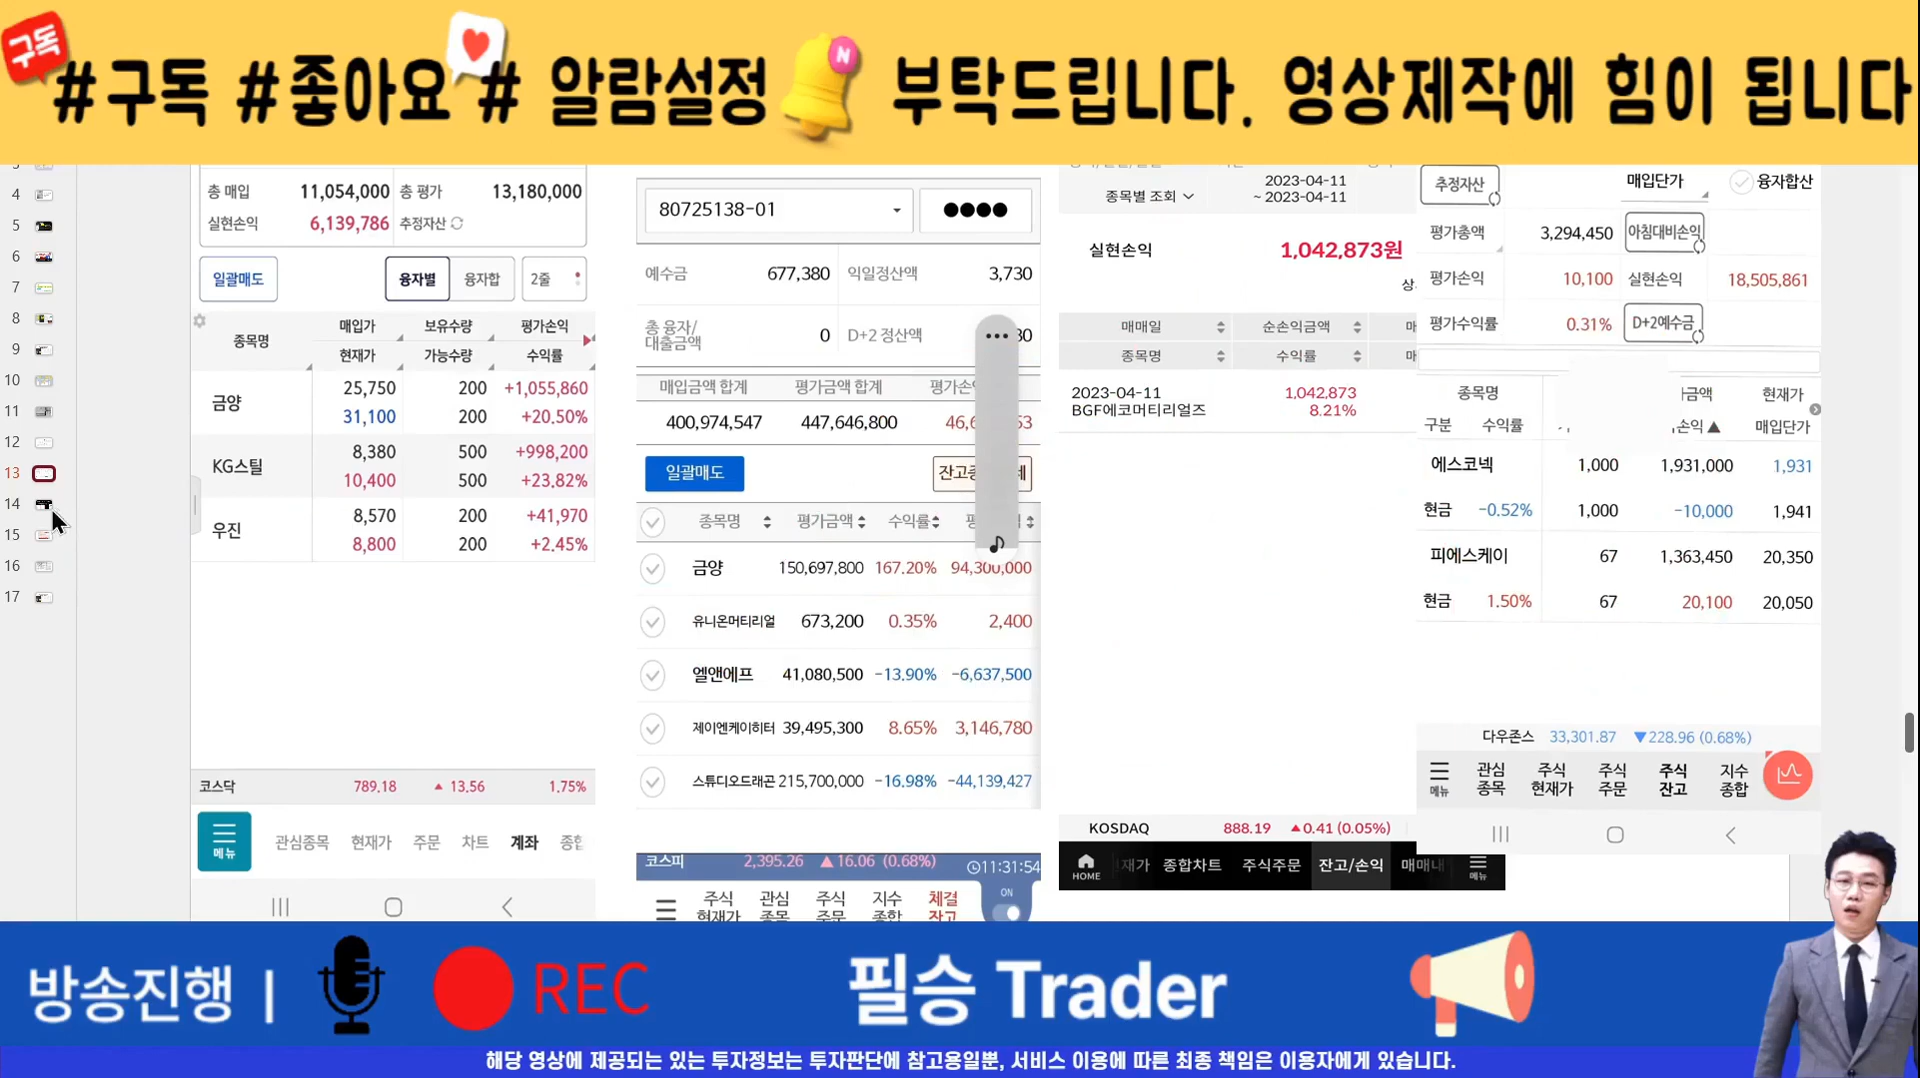 구독
#구독 #좋아요 # 알람설정 부탁드립니다. 영상제작에 힘이 됩니다
N
4
5
6
7
8
9
10
11
12
13
14
15
16
17
총 매입 11,054,000 총 평가 13,180,000
실현손익 6,139,786 추정자산
일괄매도 융자별 융자합 2줄
종목명 매입가 보유수량 평가손익
현재가 가능수량 수익률
금양 25,750 200 +1,055,860
31,100 200 +20.50%
KG스틸 8,380 500 +998,200
10,400 500 +23.82%
우진 8,570 200 +41,970
8,800 200 +2.45%
코스닥 789.18 ▲ 13.56 1.75%
메뉴 관심종목 현재가 주문 차트 계좌
80725138-01 ●●●●
예수금 677,380 익일정산액 3,730
총 융자/
대출금액 0 D+2 정산액
매입금액 합계 평가금액 합계
400,974,547 447,646,800
일괄매도
종목명 평가금액 수익률
금양 150,697,800 167.20% 94,300,000
유니온머티리얼 673,200 0.35% 2,400
엘앤에프 41,080,500 -13.90% -6,637,500
제이엔케이히터 39,495,300 8.65% 3,146,780
스튜디오드래곤 215,700,000 -16.98% -44,139,427
코스피 2,395.26 ▲ 16.06 (0.68%) 11:31:54
주식 현재가 관심 종목 주식 주문 지수 종합 체결 잔고 ON
종목별 조회 2023-04-11
~ 2023-04-11
실현손익 1,042,873원
매매일 순손익금액
종목명 수익률
2023-04-11 1,042,873
BGF에코머티리얼즈 8.21%
KOSDAQ 888.19 ▲0.41 (0.05%)
HOME 종합차트 주식주문 잔고/손익 메뉴
추정자산 매입단가 융자합산
평가총액 3,294,450 아침대비손익
평가손익 10,100 실현손익 18,505,861
평가수익률 0.31% D+2예수금
종목명 현재가
구분 수익률 매입단가
에스코넥 1,000 1,931,000 1,931
현금 -0.52% 1,000 -10,000 1,941
피에스케이 67 1,363,450 20,350
현금 1.50% 67 20,100 20,050
다우존스 33,301.87 ▼228.96 (0.68%)
메뉴 관심 종목 주식 현재가 주식 주문 주식 잔고 지수 종합
방송진행 | REC 필승 Trader
해당 영상에 제공되는 있는 투자정보는 투자판단에 참고용일뿐, 서비스 이용에 따른 최종 책임은 이용자에게 있습니다.